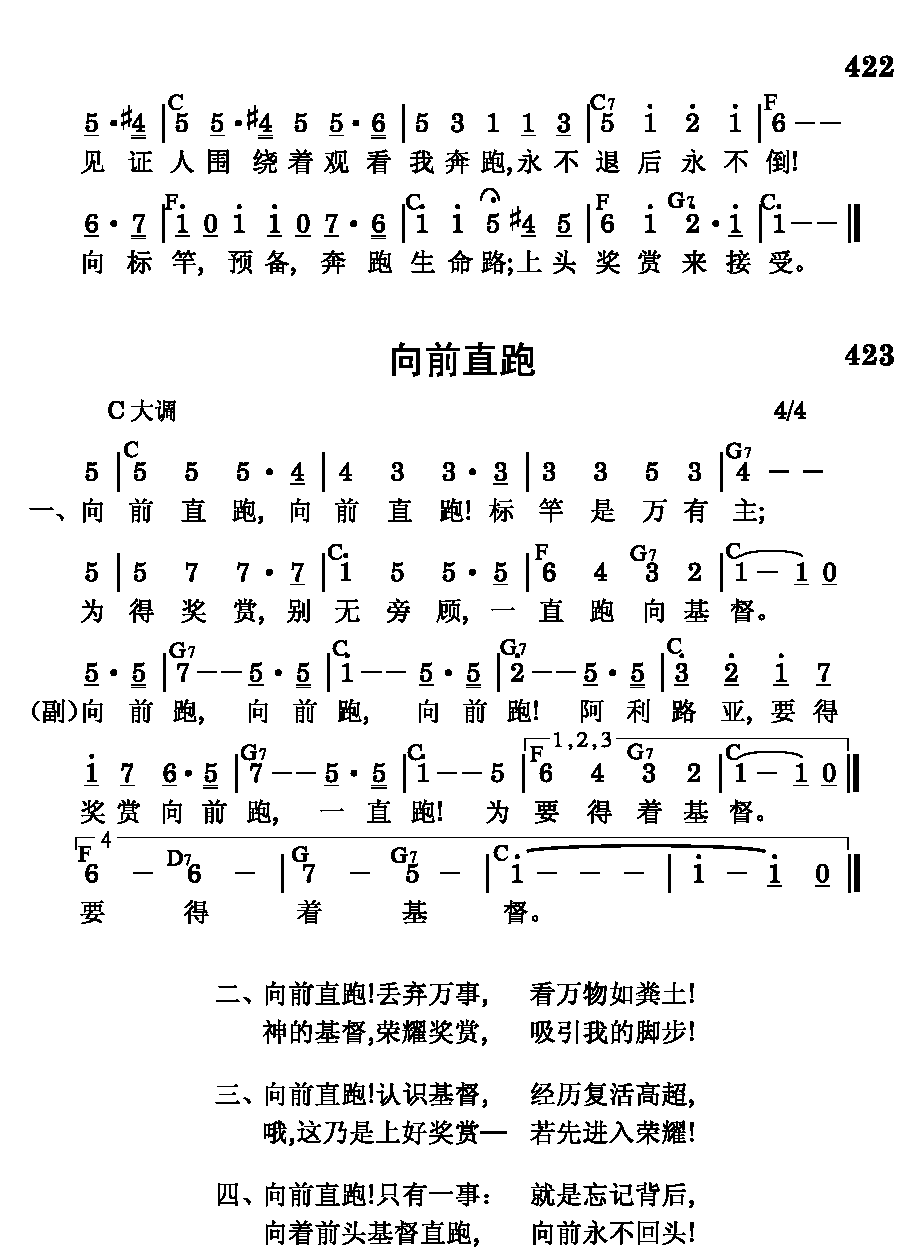 422
C C7 F
5·#4 | 5 5·#4 5 5·6 | 5 3 1 1 3 | 5 i 2̇ i | 6 - -
见 证 人 围 绕 着 观 看 我 奔 跑,永 不 退 后 永 不 倒!
F C F G7 C
6·7 | i 0 i i 0 7·6 | i i 5 #4 5 | 6 i 2̇·i | i - - ‖
向 标 竿, 预 备, 奔 跑 生 命 路;上 头 奖 赏 来 接 受。
向前直跑 423
C 大调 4/4
C G7
5 | 5 5 5·4 | 4 3 3·3 | 3 3 5 3 | 4 - -
一、向 前 直 跑, 向 前 直 跑! 标 竿 是 万 有 主;
C F G7 C
5 | 5 7 7·7 | i 5 5·5 | 6 4 3 2 | 1 - 1 0
为 得 奖 赏, 别 无 旁 顾, 一 直 跑 向 基 督。
G7 C G7 C
5·5 | 7 - - 5·5 | i - - 5·5 | 2̇ - - 5·5 | 3̇ 2̇ i 7
(副)向 前 跑, 向 前 跑, 向 前 跑! 阿 利 路 亚, 要 得
G7 C 1,2,3 F G7 C
i 7 6·5 | 7 - - 5·5 | i - - 5 | 6 4 3 2 | 1 - 1 0 ‖
奖 赏 向 前 跑, 一 直 跑! 为 要 得 着 基 督。
4
F D7 G G7 C
6 - 6 - | 7 - 5 - | i - - - | i - i 0 ‖
要 得 着 基 督。
二、向前直跑!丢弃万事, 看万物如粪土!
神的基督,荣耀奖赏, 吸引我的脚步!
三、向前直跑!认识基督, 经历复活高超,
哦,这乃是上好奖赏— 若先进入荣耀!
四、向前直跑!只有一事: 就是忘记背后,
向着前头基督直跑, 向前永不回头!